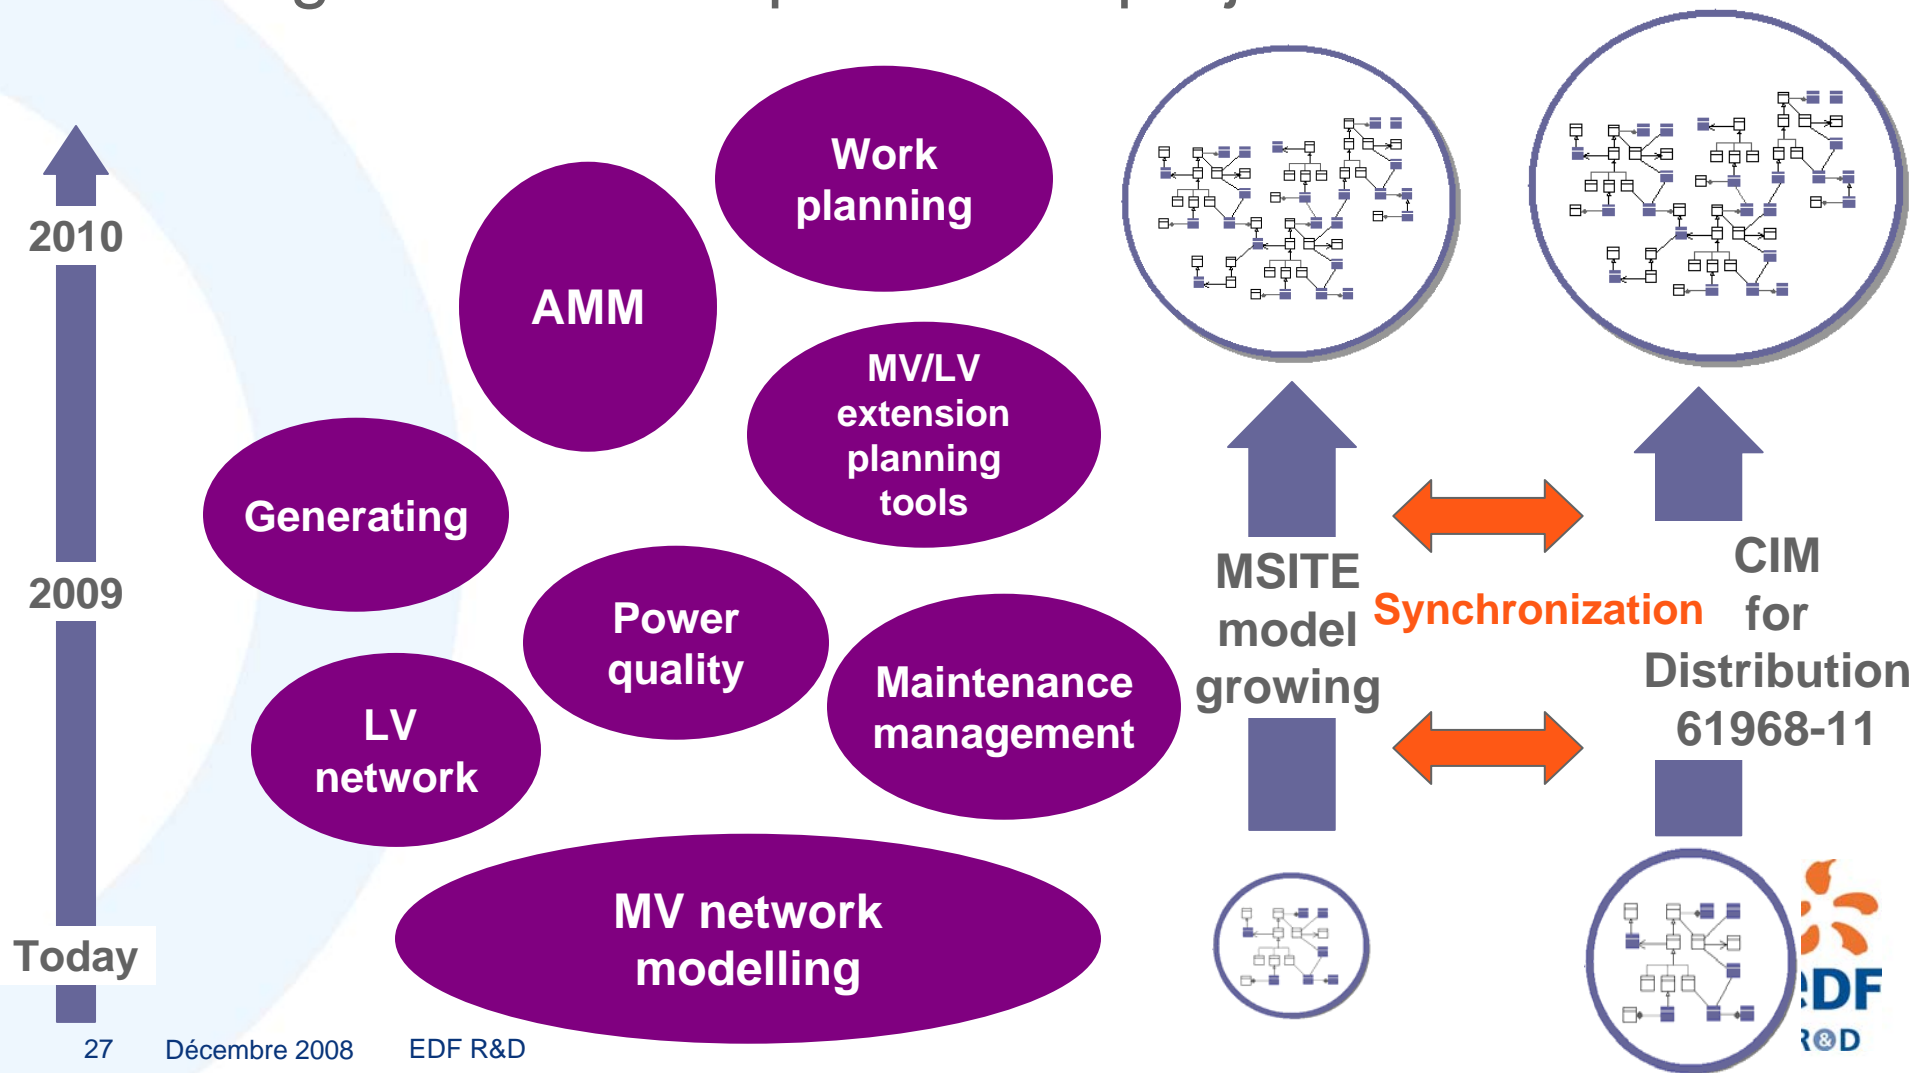 2010
2009
Today
Work
planning
AMM
MV/LV
extension
planning
tools
Generating
Power
quality
Maintenance
management
LV
network
MV network
modelling
MSITE
model
growing
Synchronization
CIM
for
Distribution
61968-11
27 Décembre 2008 EDF R&D
DF
R&D